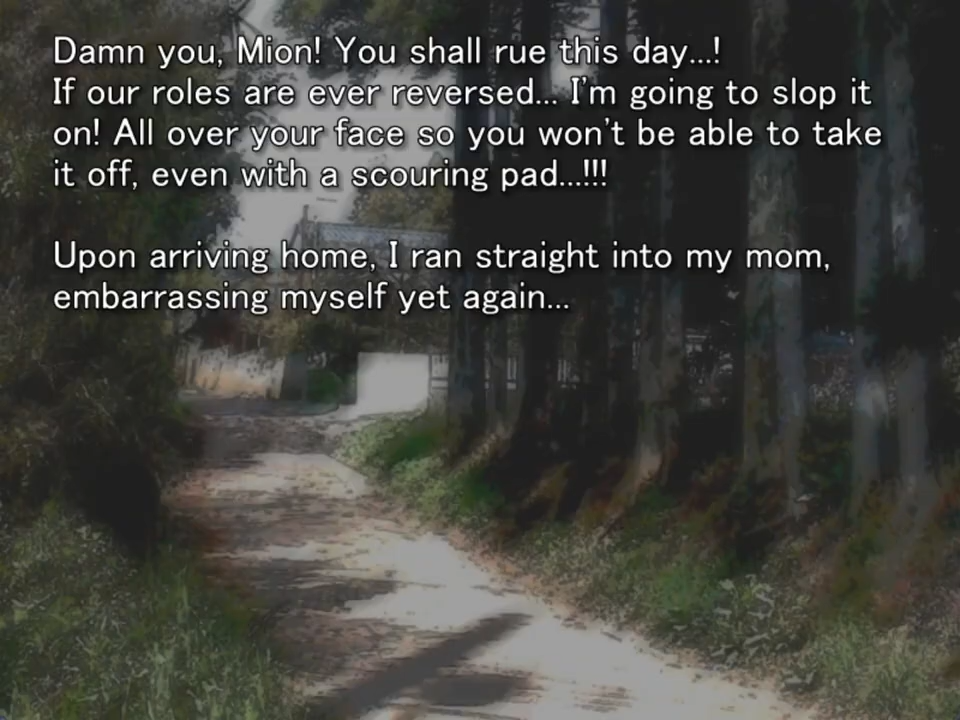 Damn you, Mion! You shall rue this day...!
If our roles are ever reversed... I'm going to slop it
on! All over your face so you won't be able to take
it off, even with a scouring pad...!!!
Upon arriving home, I ran straight into my mom,
embarrassing myself yet again...